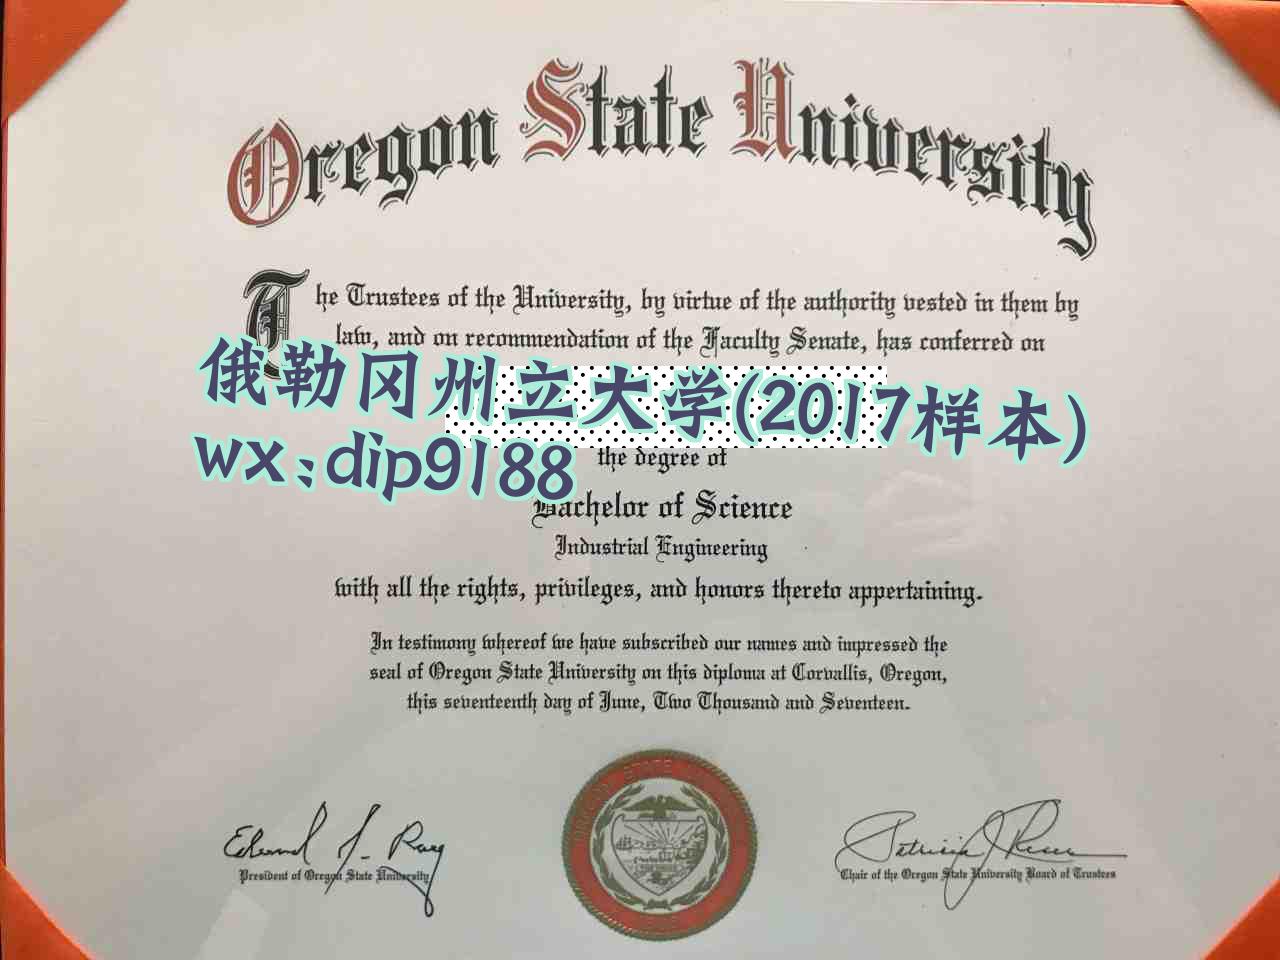 Oregon State University
The Trustees of the University, by virtue of the authority vested in them by
law, and on recommendation of the Faculty Senate, has conferred on
俄勒冈州立大学(2017样本)
wx:dip9188
the degree of
Bachelor of Science
Industrial Engineering
with all the rights, privileges, and honors thereto appertaining.
In testimony whereof we have subscribed our names and impressed the
seal of Oregon State University on this diploma at Corvallis, Oregon,
this seventeenth day of June, Two Thousand and Seventeen.
President of Oregon State University
Chair of the Oregon State University Board of Trustees